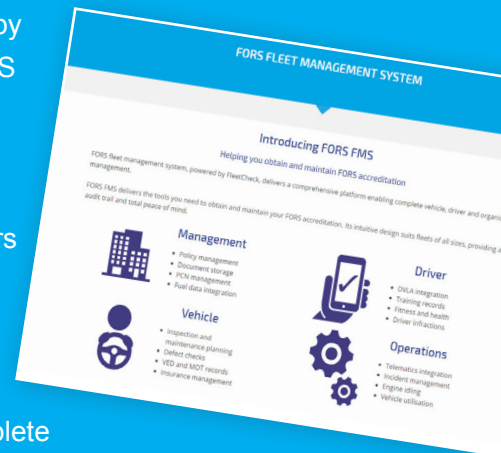 by
S
rs
plete
FORS FLEET MANAGEMENT SYSTEM
Introducing FORS FMS
Helping you obtain and maintain FORS accreditation
FORS fleet management system, powered by FleetCheck, delivers a comprehensive platform enabling complete vehicle, driver and
management.
FORS FMS delivers the tools you need to obtain and maintain your FORS accreditation. Its intuitive design suits fleets of all sizes, providing
audit trail and total peace of mind.
Management
• Policy management
• Document storage
• PCN management
• Fuel data integration
Driver
• DVLA integration
• Training records
• Fitness and health
• Driver infractions
Vehicle
• Inspection and
maintenance planning
• Defect checks
• VED and MOT records
• Insurance management
Operations
• Telematics integration
• Incident management
• Engine idling
• Vehicle utilisation